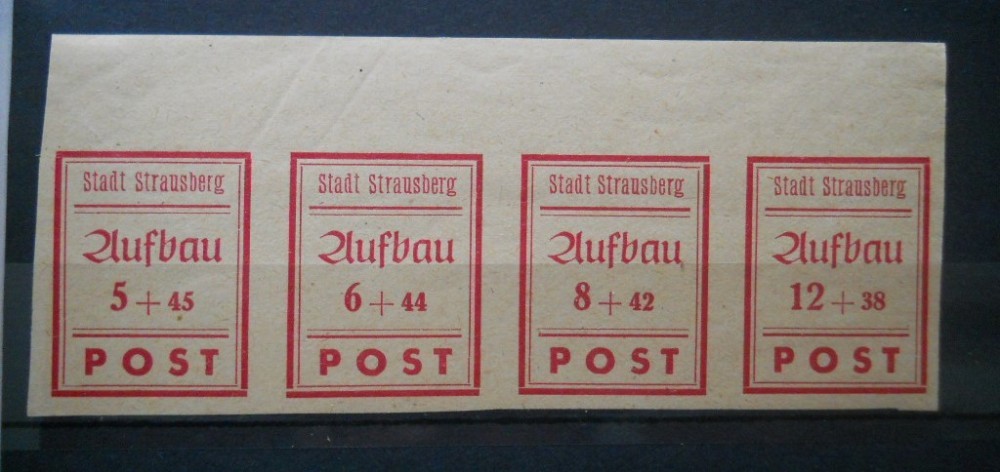 Stadt Strausberg
Aufbau
5 + 45
POST
Stadt Strausberg
Aufbau
6 + 44
POST
Stadt Strausberg
Aufbau
8 + 42
POST
Stadt Strausberg
Aufbau
12 + 38
POST